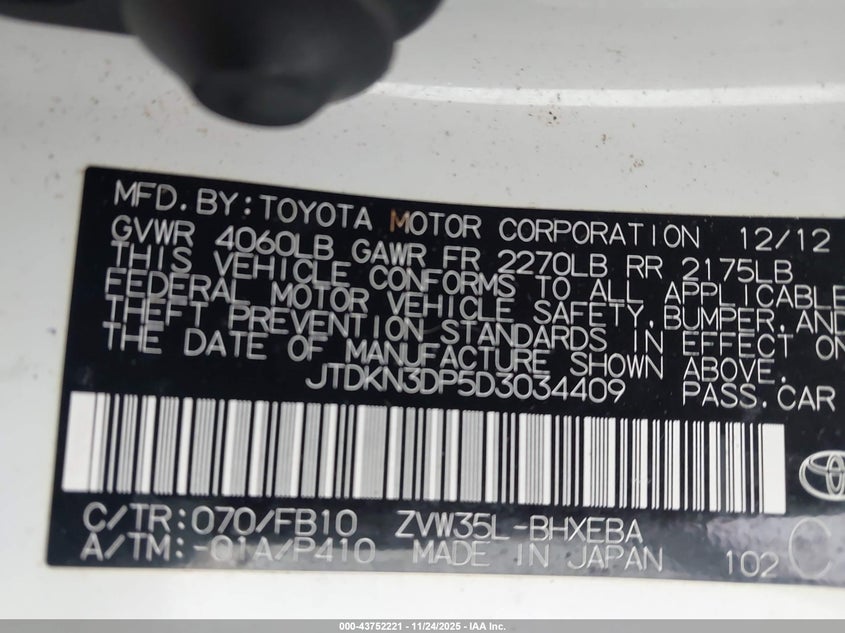 MFD. BY: TOYOTA MOTOR CORPORATION 12/12
GVWR 4060LB GAWR FR 2270LB RR 2175LB
THIS VEHICLE CONFORMS TO ALL APPLICABLE
FEDERAL MOTOR VEHICLE SAFETY, BUMPER, AND
THEFT PREVENTION STANDARDS IN EFFECT ON
THE DATE OF MANUFACTURE SHOWN ABOVE.
JTDKN3DP5D3034409 PASS. CAR
C/TR: 070/FB10 ZVW35L-BHXEBA
A/TM: -01A/P410 MADE IN JAPAN 102 C
000-43752221 - 11/24/2025 - IAA Inc.